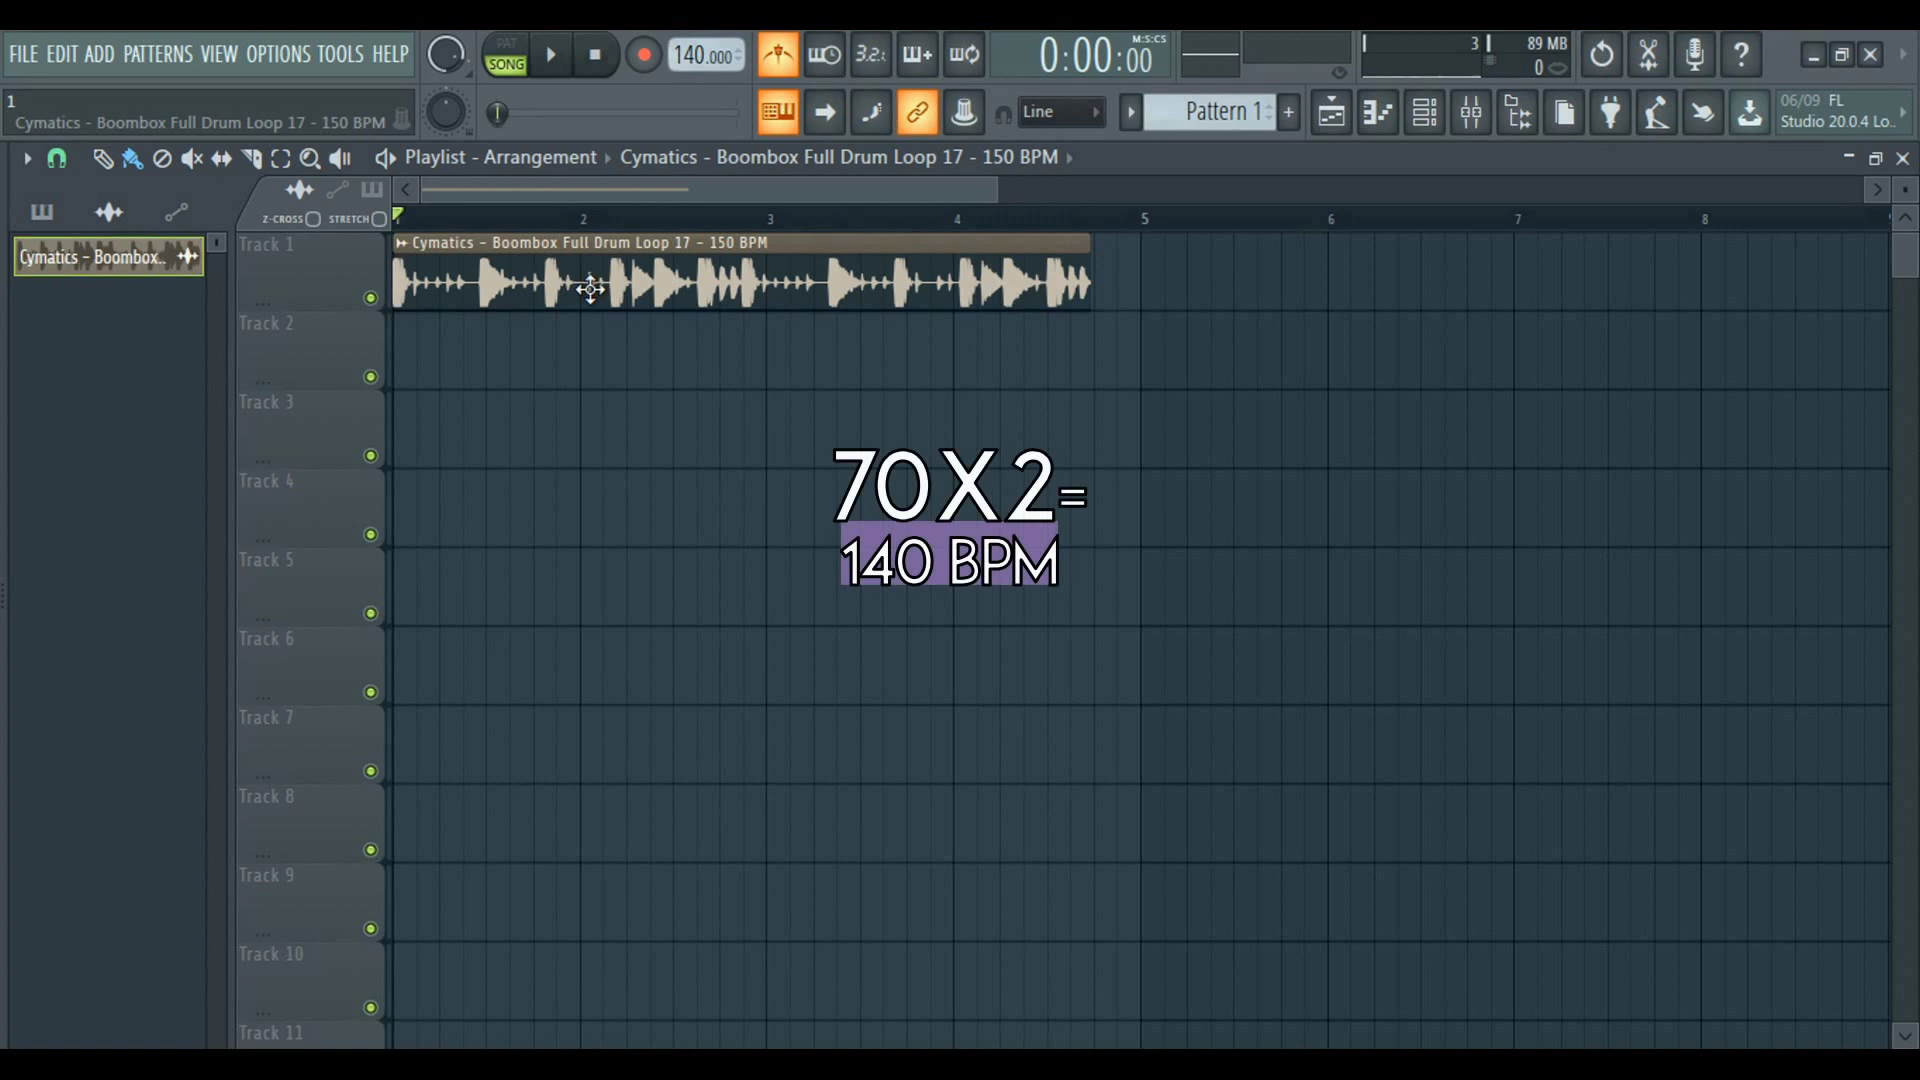 FILE EDIT ADD PATTERNS VIEW OPTIONS TOOLS HELP
PAT
SONG
140.000
3.2.
0:00:00
M:S:CS
3
89 MB
0
?
1
Cymatics - Boombox Full Drum Loop 17 - 150 BPM
Line
Pattern 1
+
06/09 FL
Studio 20.0.4 Lo..
Playlist - Arrangement
Cymatics - Boombox Full Drum Loop 17 - 150 BPM
Z-CROSS
STRETCH
2 3 4 5 6 7 8
Cymatics - Boombox..
Track 1
Cymatics - Boombox Full Drum Loop 17 - 150 BPM
Track 2
Track 3
Track 4
70X2=
140 BPM
Track 5
Track 6
Track 7
Track 8
Track 9
Track 10
Track 11